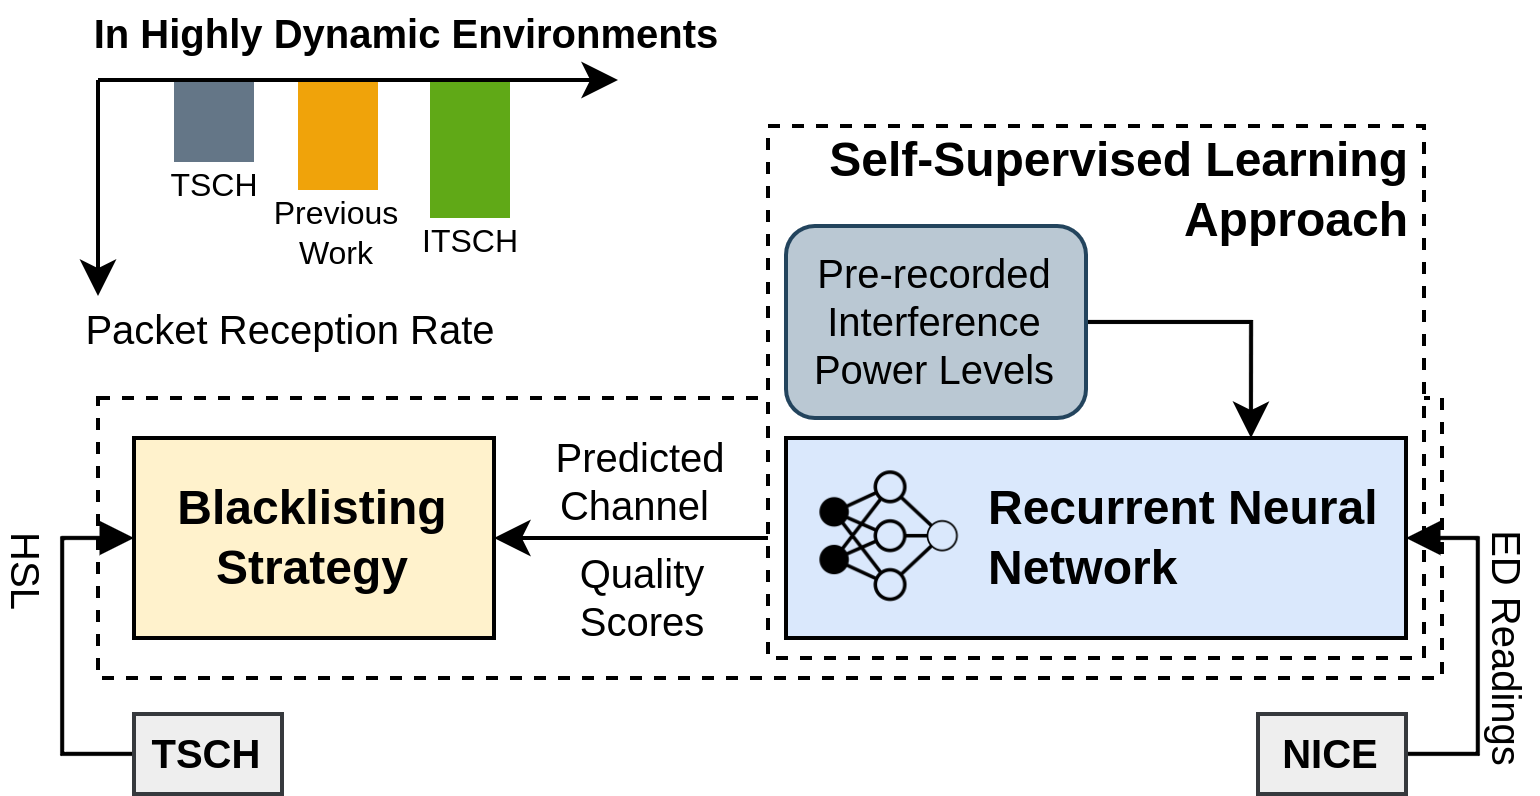 In Highly Dynamic Environments
TSCH
Previous
Work
ITSCH
Packet Reception Rate
Self-Supervised Learning
Approach
Pre-recorded
Interference
Power Levels
Blacklisting
Strategy
Predicted
Channel
Quality
Scores
Recurrent Neural
Network
HSL
ED Readings
TSCH
NICE